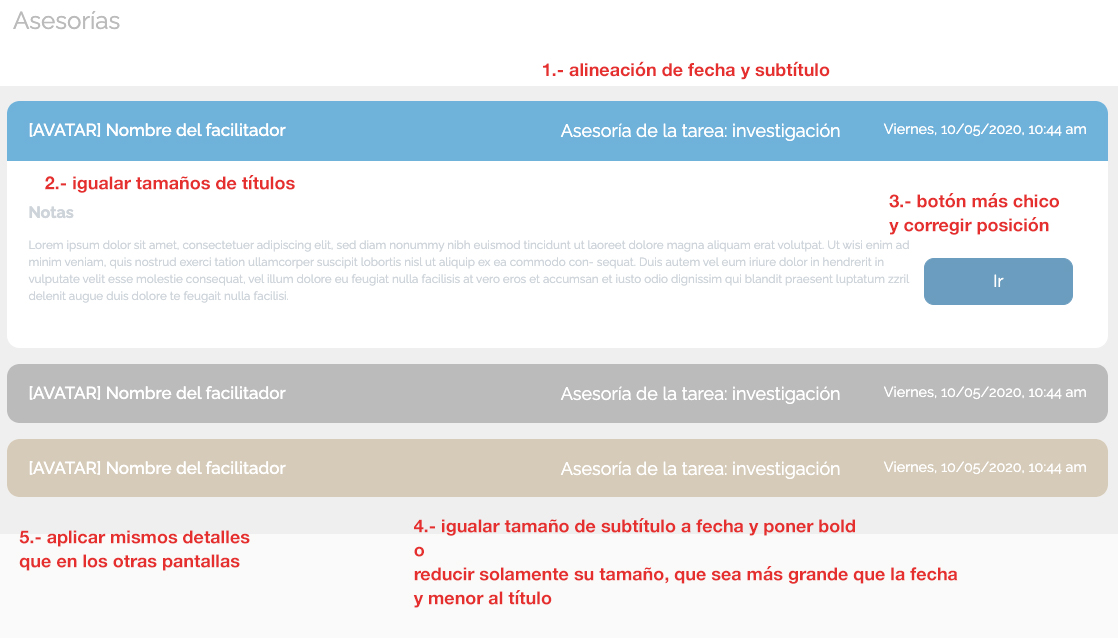 Asesorías
1.- alineación de fecha y subtítulo
[AVATAR] Nombre del facilitador
Asesoría de la tarea: investigación
Viernes, 10/05/2020, 10:44 am
2.- igualar tamaños de títulos
3.- botón más chico
y corregir posición
Notas
Lorem ipsum dolor sit amet, consectetuer adipiscing elit, sed diam nonummy nibh euismod tincidunt ut laoreet dolore magna aliquam erat volutpat. Ut wisi enim ad
minim veniam, quis nostrud exerci tation ullamcorper suscipit lobortis nisl ut aliquip ex ea commodo con- sequat. Duis autem vel eum iriure dolor in hendrerit in
vulputate velit esse molestie consequat, vel illum dolore eu feugiat nulla facilisis at vero eros et accumsan et iusto odio dignissim qui blandit praesent luptatum zzril
delenit augue duis dolore te feugait nulla facilisi.
Ir
[AVATAR] Nombre del facilitador
Asesoría de la tarea: investigación
Viernes, 10/05/2020, 10:44 am
[AVATAR] Nombre del facilitador
Asesoría de la tarea: investigación
Viernes, 10/05/2020, 10:44 am
5.- aplicar mismos detalles
que en los otras pantallas
4.- igualar tamaño de subtítulo a fecha y poner bold
o
reducir solamente su tamaño, que sea más grande que la fecha
y menor al título